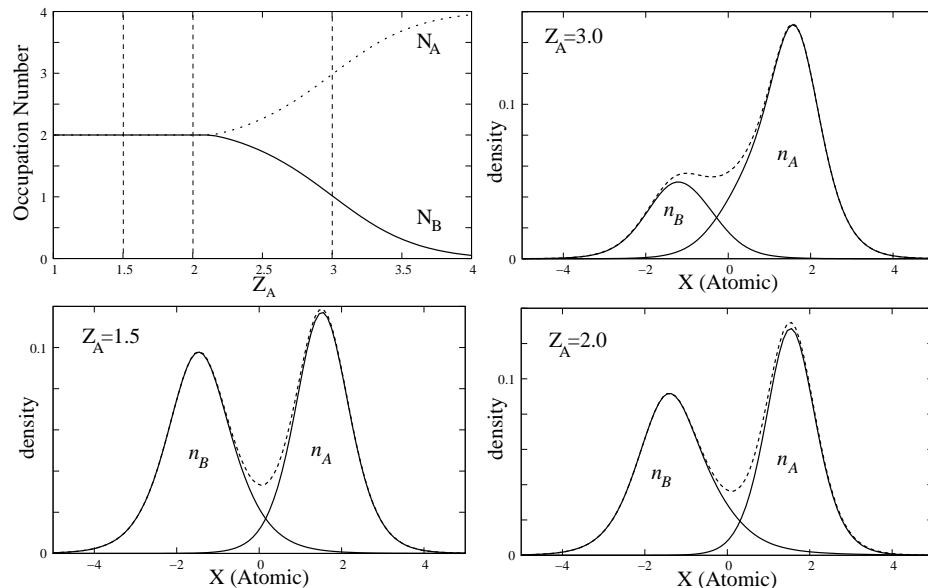 4
3
2
1
0
1
1.5
2
2.5
3
3.5
4
Occupation Number
Z_A
N_A
N_B
Z_A=3.0
0.1
0
density
n_B
n_A
−4
−2
0
2
4
X (Atomic)
Z_A=1.5
0.1
0
density
n_B
n_A
−4
−2
0
2
4
X (Atomic)
Z_A=2.0
0.1
0
density
n_B
n_A
−4
−2
0
2
4
X (Atomic)